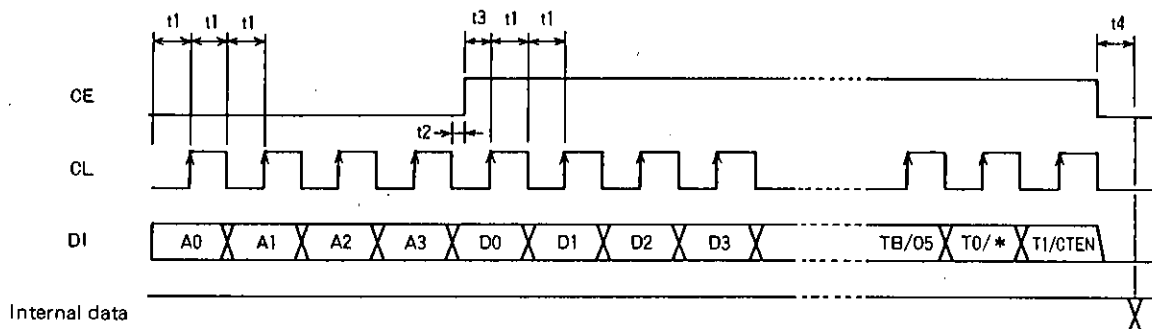 t1 t1 t1 t3 t1 t1 t4
CE
t2
CL
DI A0 A1 A2 A3 D0 D1 D2 D3 TB/O5 T0/* T1/CTEN
Internal data